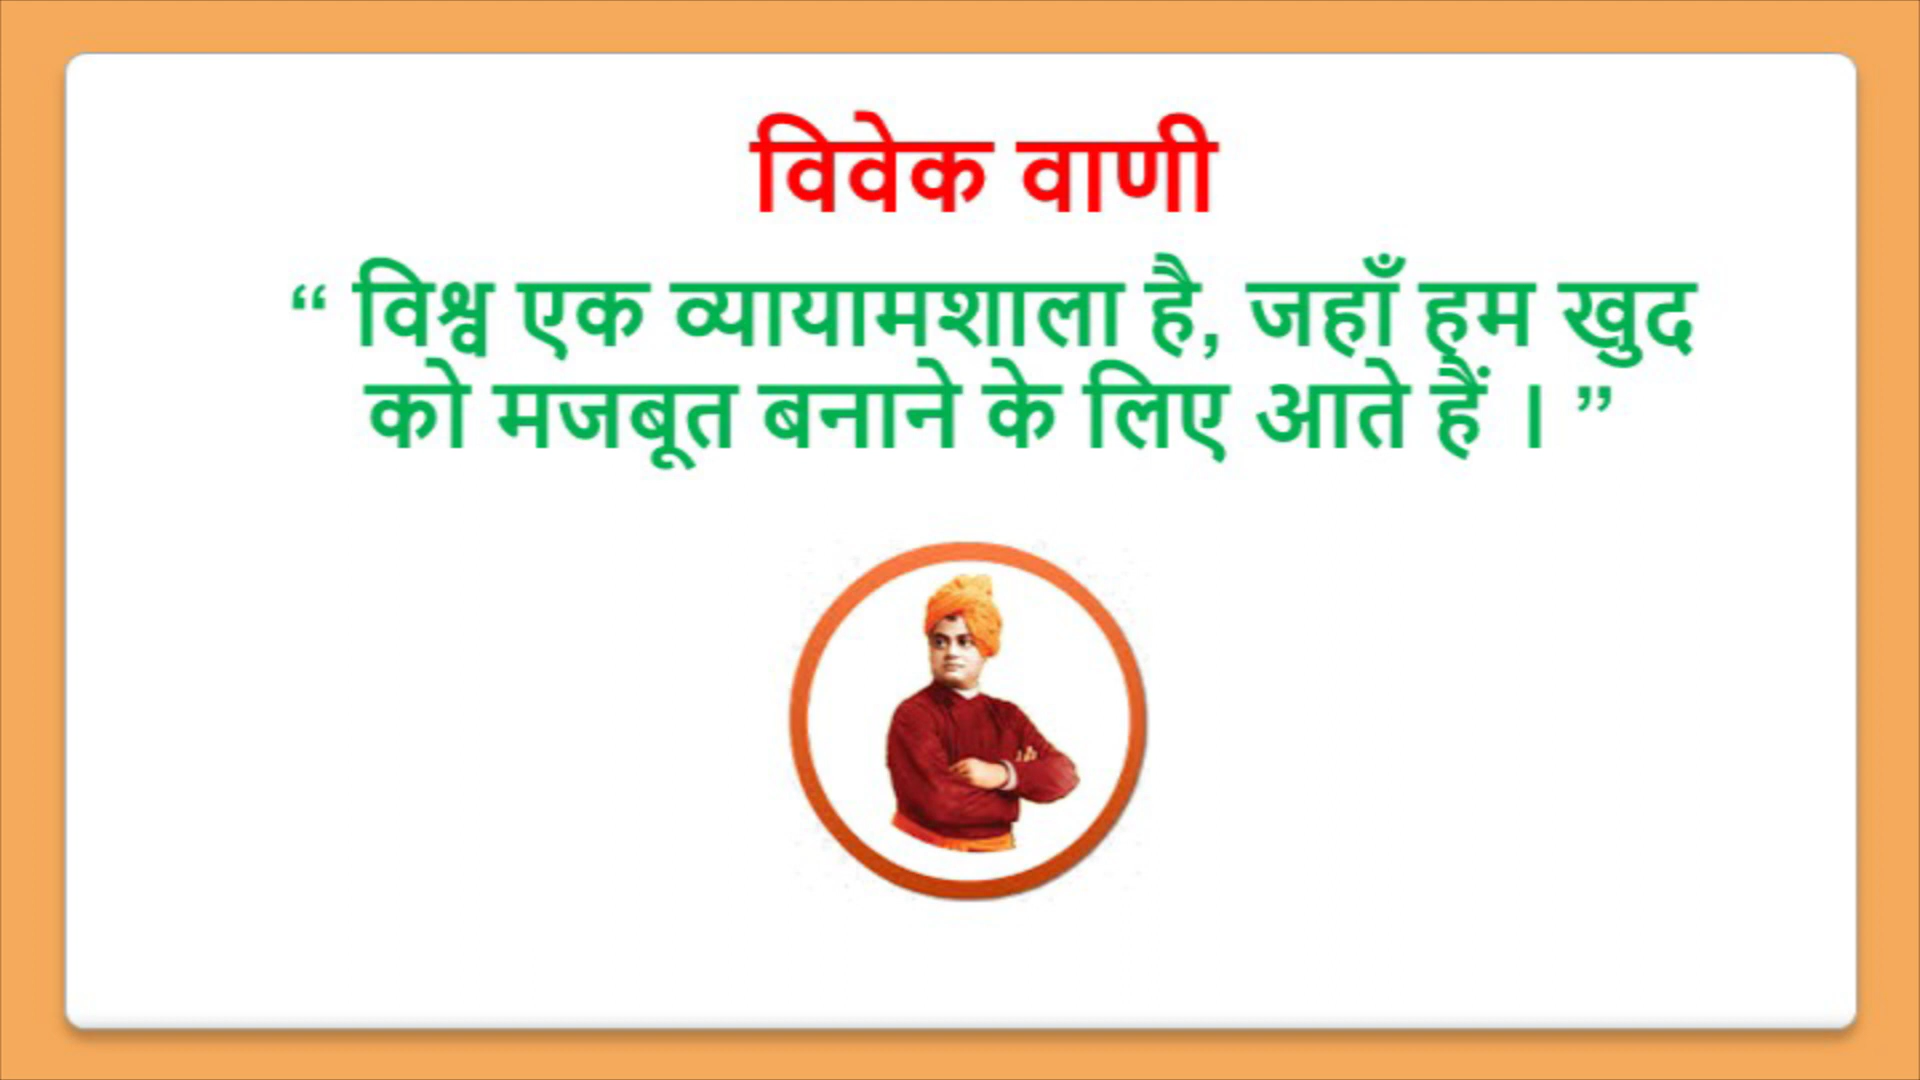 विवेक वाणी
“ विश्व एक व्यायामशाला है, जहाँ हम खुद
को मजबूत बनाने के लिए आते हैं । ”